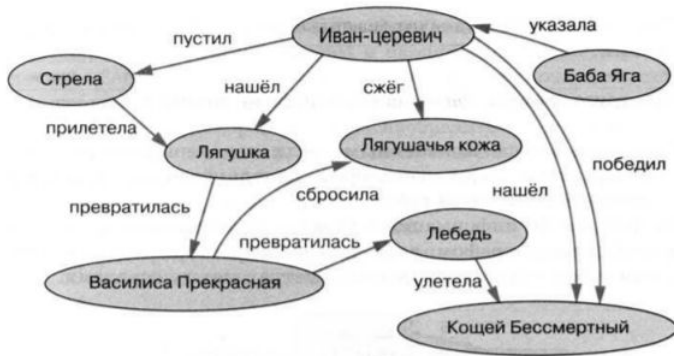 пустил
Иван-церевич
указала
Стрела
нашёл
сжёг
Баба Яга
прилетела
Лягушка
Лягушачья кожа
победил
превратилась
сбросила
нашёл
превратилась
Лебедь
Василиса Прекрасная
улетела
Кощей Бессмертный